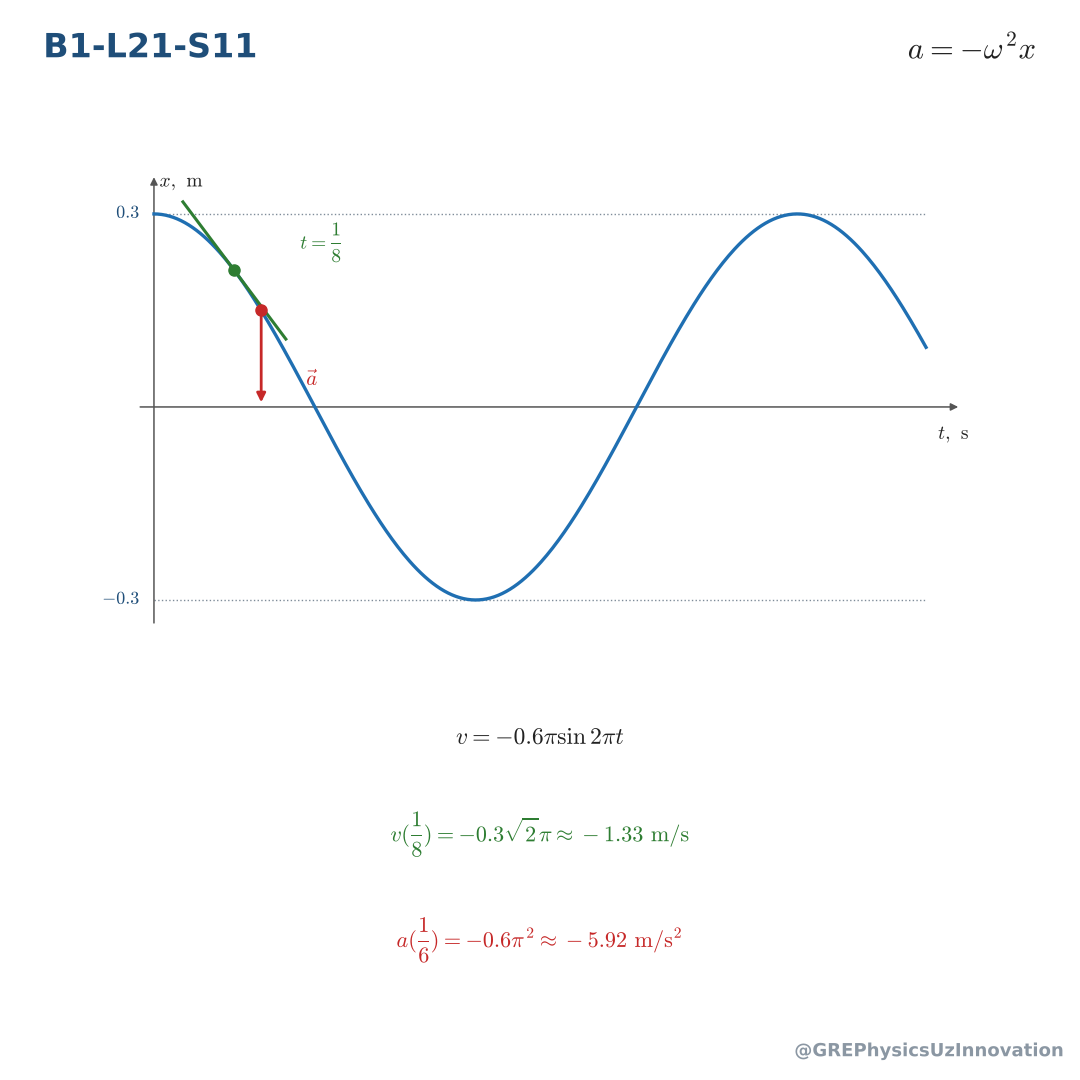 B1-L21-S11
a = −ω²x
x, m
0.3
t = 1/8
a⃗
t, s
−0.3
v = −0.6π sin 2πt
v(1/8) = −0.3√2π ≈ −1.33 m/s
a(1/6) = −0.6π² ≈ −5.92 m/s²
@GREPhysicsUzInnovation